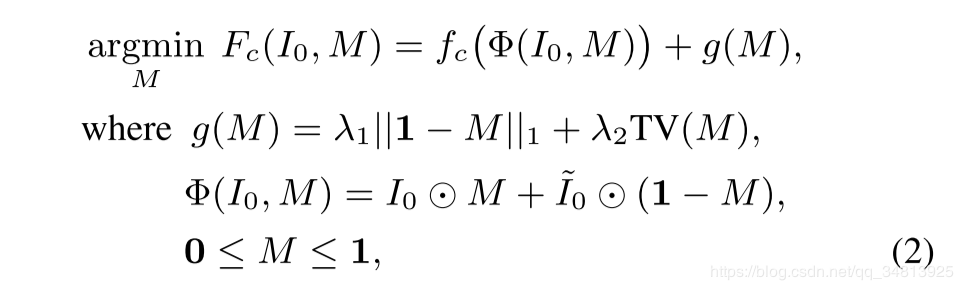 argmin F_c(I_0, M) = f_c(Φ(I_0, M)) + g(M),
M
where g(M) = λ_1||𝟏 − M||_1 + λ_2TV(M),
Φ(I_0, M) = I_0 ⊙ M + Ĩ_0 ⊙ (𝟏 − M),
𝟎 ≤ M ≤ 𝟏, (2)
https://blog.csdn.net/qq_34813925